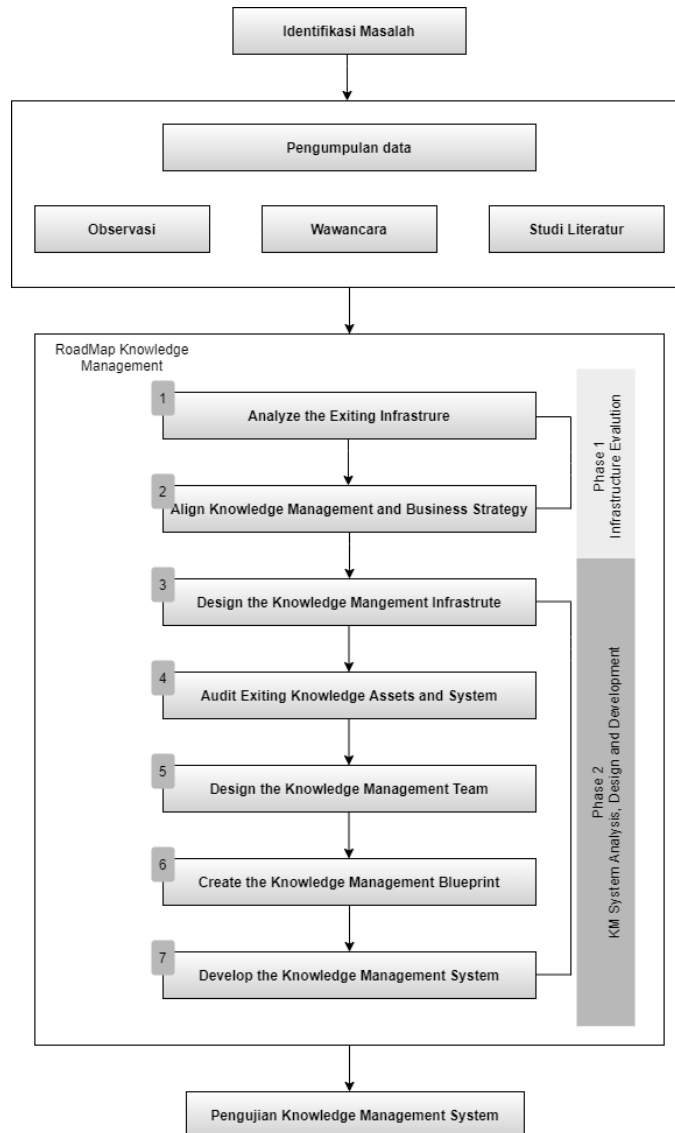 Identifikasi Masalah
Pengumpulan data
Observasi
Wawancara
Studi Literatur
RoadMap Knowledge
Management
1
Analyze the Exiting Infrastrure
2
Align Knowledge Management and Business Strategy
Phase 1
Infrastructure Evalution
3
Design the Knowledge Mangement Infrastrute
4
Audit Exiting Knowledge Assets and System
5
Design the Knowledge Management Team
6
Create the Knowledge Management Blueprint
7
Develop the Knowledge Management System
Phase 2
KM System Analysis, Design and Development
Pengujian Knowledge Management System